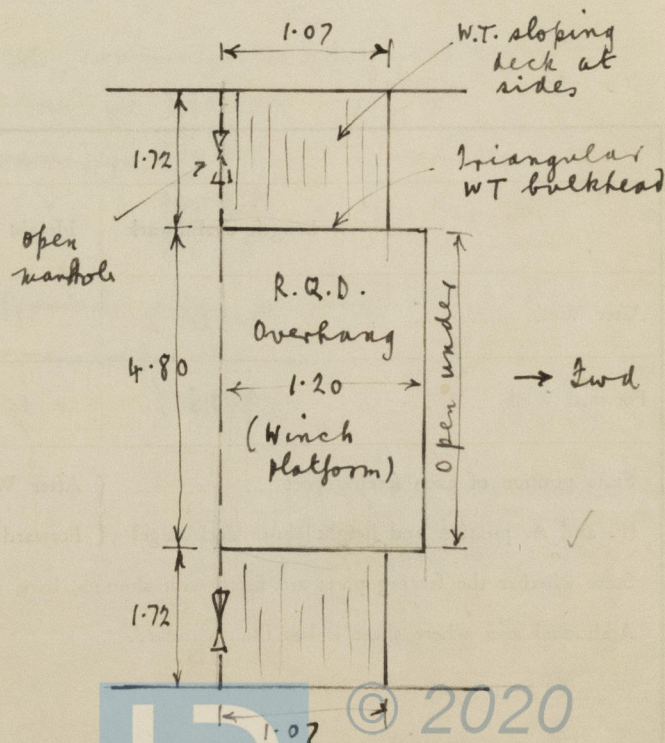 1.07
W.T. sloping
deck at
sides
1.72
Triangular
WT bulkhead
open
manhole
R.Q.D.
Overhang
1.20
(Winch
platform)
4.80
open under
→ Fwd
1.72
1.07
© 2020